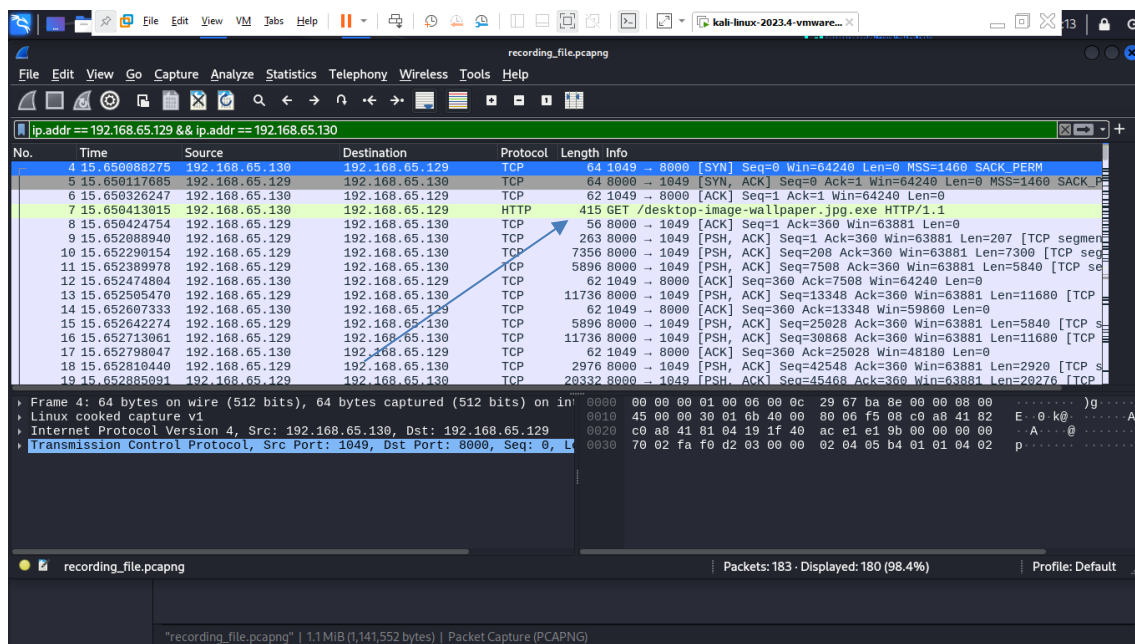 File Edit View VM Tabs Help kali-linux-2023.4-vmware... :13
recording_file.pcapng
File Edit View Go Capture Analyze Statistics Telephony Wireless Tools Help
ip.addr == 192.168.65.129 && ip.addr == 192.168.65.130
No. Time Source Destination Protocol Length Info
4 15.650088275 192.168.65.130 192.168.65.129 TCP 64 1049 → 8000 [SYN] Seq=0 Win=64240 Len=0 MSS=1460 SACK_PERM
5 15.650117685 192.168.65.129 192.168.65.130 TCP 64 8000 → 1049 [SYN, ACK] Seq=0 Ack=1 Win=64240 Len=0 MSS=1460 SACK_P
6 15.650326247 192.168.65.130 192.168.65.129 TCP 62 1049 → 8000 [ACK] Seq=1 Ack=1 Win=64240 Len=0
7 15.650413015 192.168.65.130 192.168.65.129 HTTP 415 GET /desktop-image-wallpaper.jpg.exe HTTP/1.1
8 15.650424754 192.168.65.129 192.168.65.130 TCP 56 8000 → 1049 [ACK] Seq=1 Ack=360 Win=63881 Len=0
9 15.652088940 192.168.65.129 192.168.65.130 TCP 263 8000 → 1049 [PSH, ACK] Seq=1 Ack=360 Win=63881 Len=207 [TCP segmen
10 15.652290154 192.168.65.129 192.168.65.130 TCP 7356 8000 → 1049 [PSH, ACK] Seq=208 Ack=360 Win=63881 Len=7300 [TCP seg
11 15.652389978 192.168.65.129 192.168.65.130 TCP 5896 8000 → 1049 [PSH, ACK] Seq=7508 Ack=360 Win=63881 Len=5840 [TCP se
12 15.652474804 192.168.65.130 192.168.65.129 TCP 62 1049 → 8000 [ACK] Seq=360 Ack=7508 Win=64240 Len=0
13 15.652505470 192.168.65.129 192.168.65.130 TCP 11736 8000 → 1049 [PSH, ACK] Seq=13348 Ack=360 Win=63881 Len=11680 [TCP
14 15.652607333 192.168.65.130 192.168.65.129 TCP 62 1049 → 8000 [ACK] Seq=360 Ack=13348 Win=59860 Len=0
15 15.652642274 192.168.65.129 192.168.65.130 TCP 5896 8000 → 1049 [PSH, ACK] Seq=25028 Ack=360 Win=63881 Len=5840 [TCP s
16 15.652713061 192.168.65.129 192.168.65.130 TCP 11736 8000 → 1049 [PSH, ACK] Seq=30868 Ack=360 Win=63881 Len=11680 [TCP
17 15.652798047 192.168.65.130 192.168.65.129 TCP 62 1049 → 8000 [ACK] Seq=360 Ack=25028 Win=48180 Len=0
18 15.652810440 192.168.65.129 192.168.65.130 TCP 2976 8000 → 1049 [PSH, ACK] Seq=42548 Ack=360 Win=63881 Len=2920 [TCP s
19 15.652885091 192.168.65.129 192.168.65.130 TCP 20332 8000 → 1049 [PSH, ACK] Seq=45468 Ack=360 Win=63881 Len=20276 [TCP
Frame 4: 64 bytes on wire (512 bits), 64 bytes captured (512 bits) on in
Linux cooked capture v1
Internet Protocol Version 4, Src: 192.168.65.130, Dst: 192.168.65.129
Transmission Control Protocol, Src Port: 1049, Dst Port: 8000, Seq: 0, L
0000 00 00 00 01 00 06 00 0c 29 67 ba 8e 00 00 08 00 ········ )g······
0010 45 00 00 30 01 6b 40 00 80 06 f5 08 c0 a8 41 82 E··0·k@· ······A
0020 c0 a8 41 81 04 19 1f 40 ac e1 e1 9b 00 00 00 00 ··A····@ ········
0030 70 02 fa f0 d2 03 00 00 02 04 05 b4 01 01 04 02 p······· ········
recording_file.pcapng Packets: 183 · Displayed: 180 (98.4%) Profile: Default
"recording_file.pcapng" | 1.1 MiB (1,141,552 bytes) | Packet Capture (PCAPNG)